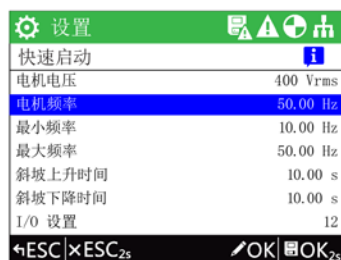 设置
快速启动
电机电压 400 Vrms
电机频率 50.00 Hz
最小频率 10.00 Hz
最大频率 50.00 Hz
斜坡上升时间 10.00 s
斜坡下降时间 10.00 s
I/O 设置 12
ESC ×ESC2s OK OK2s